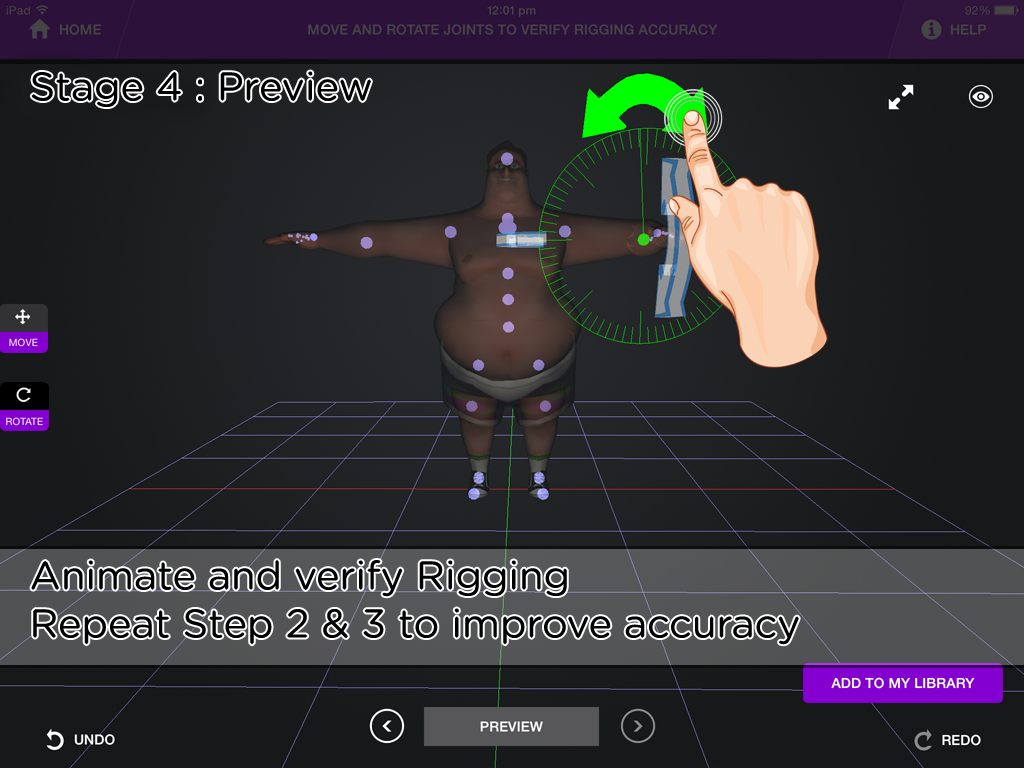 iPad 12:01 pm 92%
HOME MOVE AND ROTATE JOINTS TO VERIFY RIGGING ACCURACY HELP
Stage 4 : Preview
MOVE
ROTATE
Animate and verify Rigging
Repeat Step 2 & 3 to improve accuracy
ADD TO MY LIBRARY
UNDO PREVIEW REDO